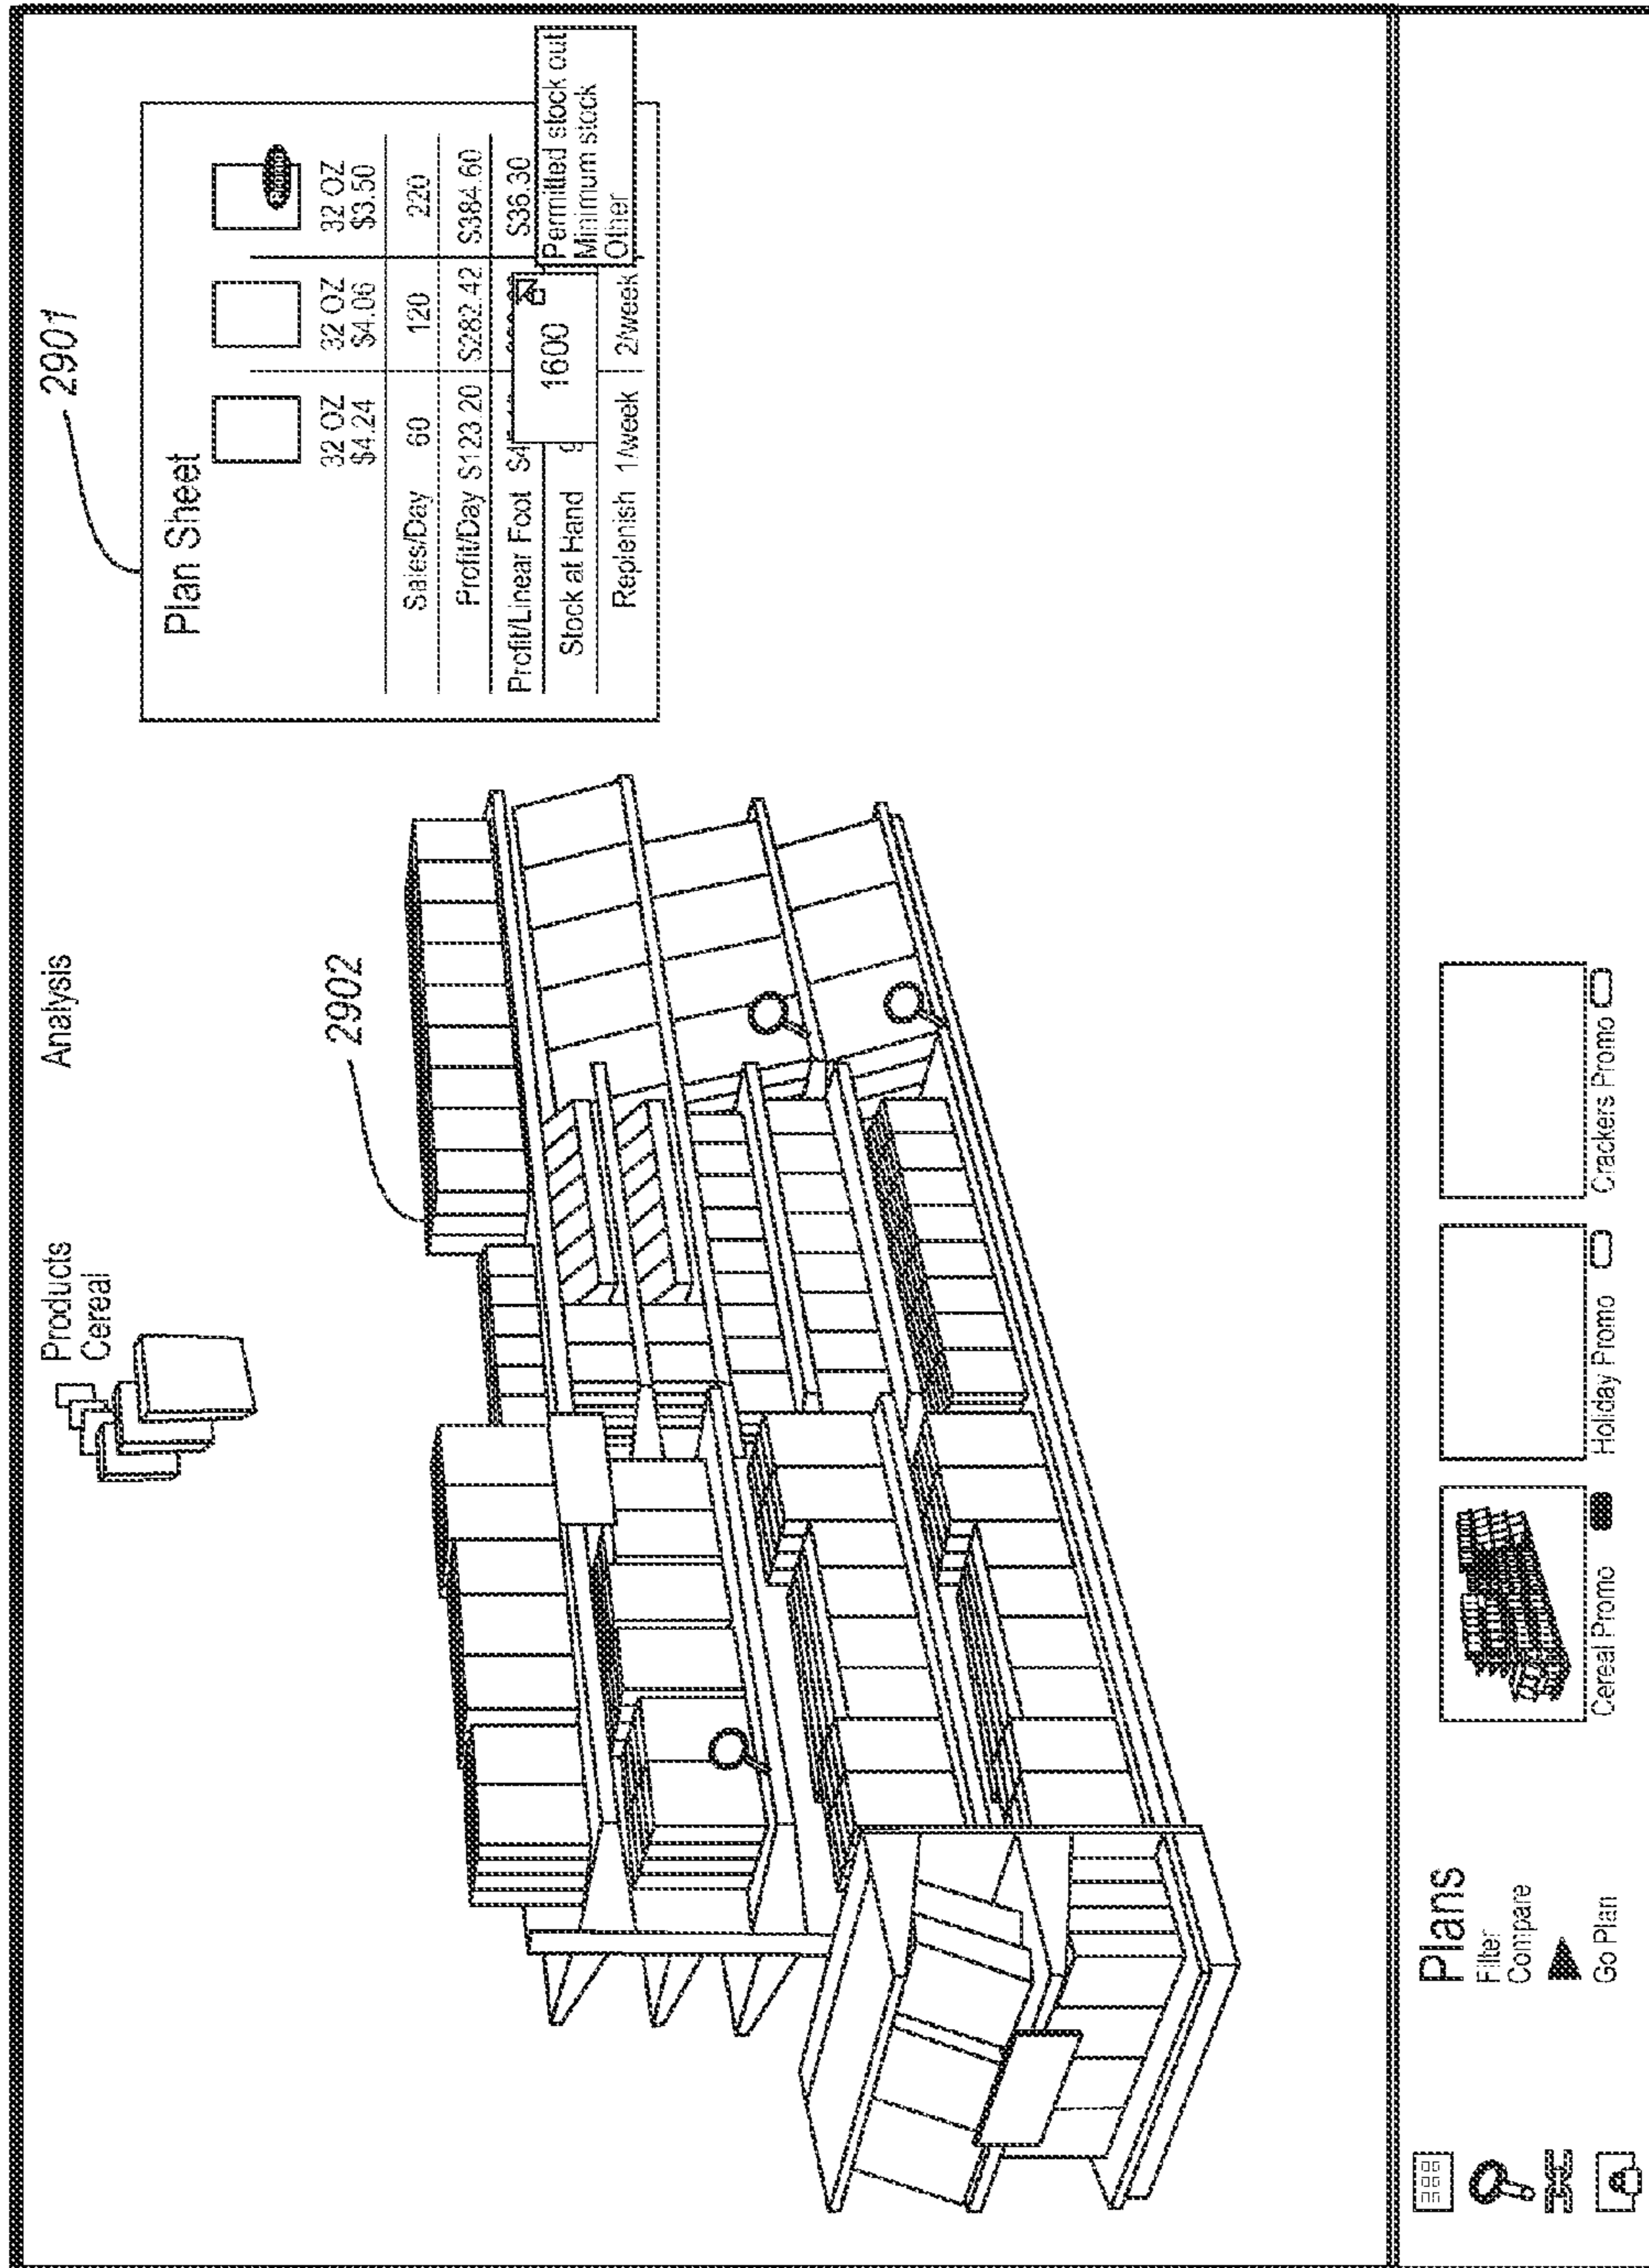 Products
Cereal
Analysis
2901
Plan Sheet
32 OZ 32 OZ 32 OZ
$4.24 $4.06 $3.50
Sales/Day 60 120 220
Profit/Day $123.20 $282.42 $384.60
Profit/Linear Foot $36.30
1600
Permitted stock out
Minimum stock
Other
Stock at Hand
Replenish 1/week 2/week
2902
Plans
Filter
Compare
Go Plan
Cereal Promo
Holiday Promo
Crackers Promo